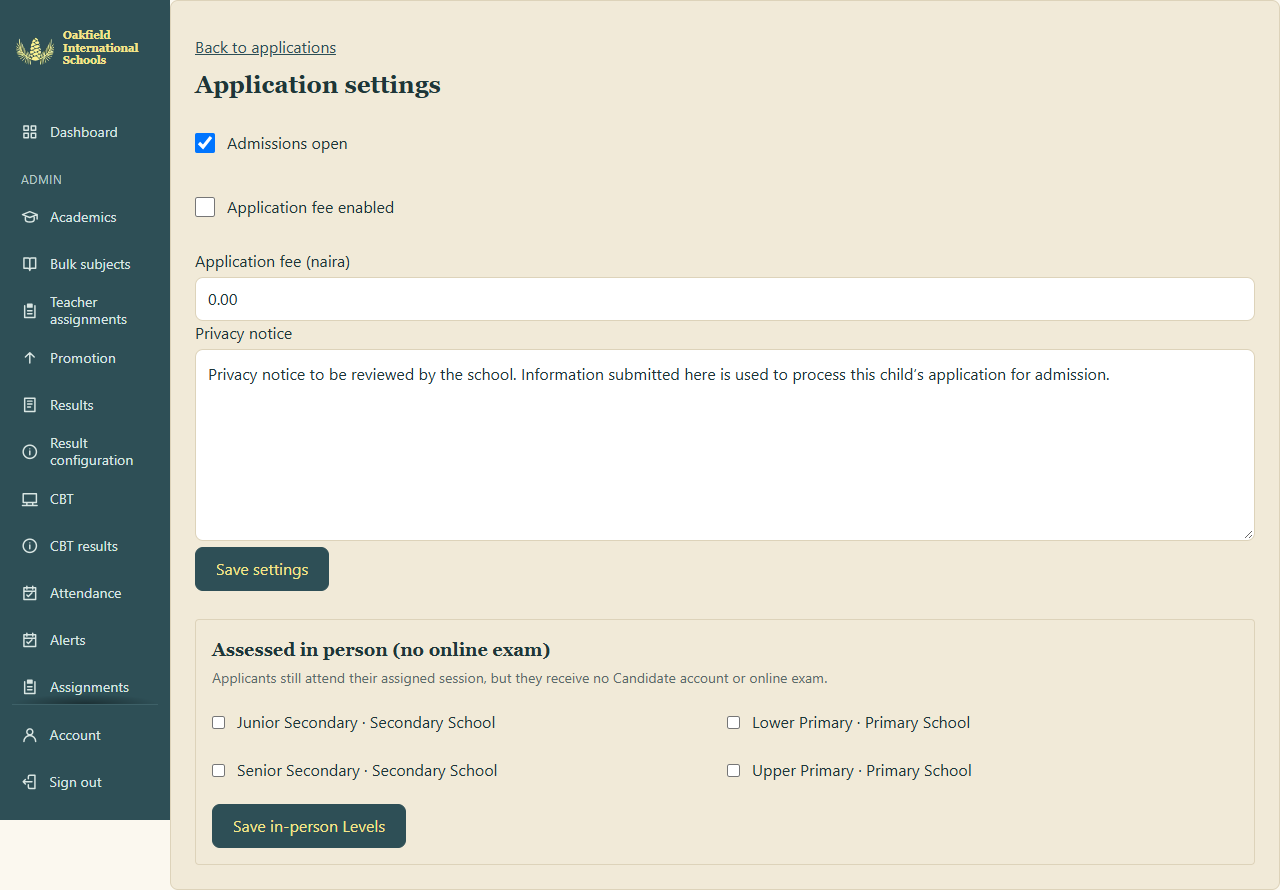 Oakfield
International
Schools
Dashboard
ADMIN
Academics
Bulk subjects
Teacher
assignments
Promotion
Results
Result
configuration
CBT
CBT results
Attendance
Alerts
Assignments
Account
Sign out
Back to applications
Application settings
Admissions open
Application fee enabled
Application fee (naira)
0.00
Privacy notice
Privacy notice to be reviewed by the school. Information submitted here is used to process this child’s application for admission.
Save settings
Assessed in person (no online exam)
Applicants still attend their assigned session, but they receive no Candidate account or online exam.
Junior Secondary · Secondary School
Lower Primary · Primary School
Senior Secondary · Secondary School
Upper Primary · Primary School
Save in-person Levels